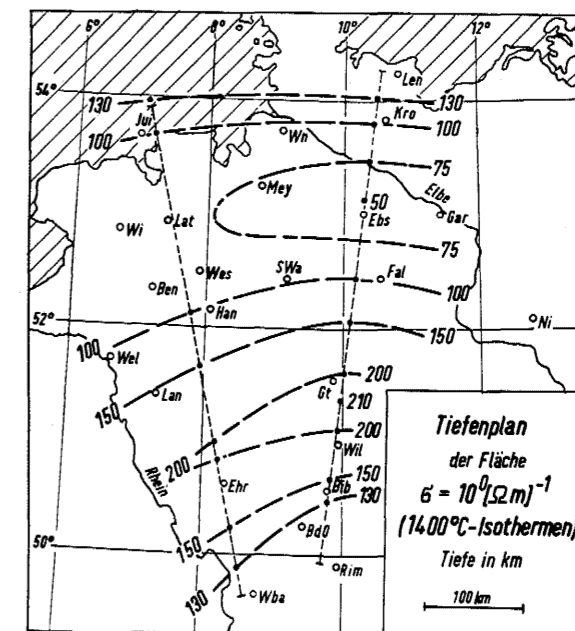 6° 8° 10° 12°
Len
54°
130 130
Jui Kro
100 Wh 100
75
Mey Elbe
50
Lat Ebs Gar
Wi
75
Wes SWa Fal
Ben 100
Han
52° Ni
100 150
Wel
150 Lan Gt 200
210
200
200 Wil
Rhein
Ehr 150
Bib 130
150 BdO
50°
130 Rim
Wba
Tiefenplan
der Fläche
σ = 10⁰[Ωm]⁻¹
(1400°C-Isothermen)
Tiefe in km
100 km